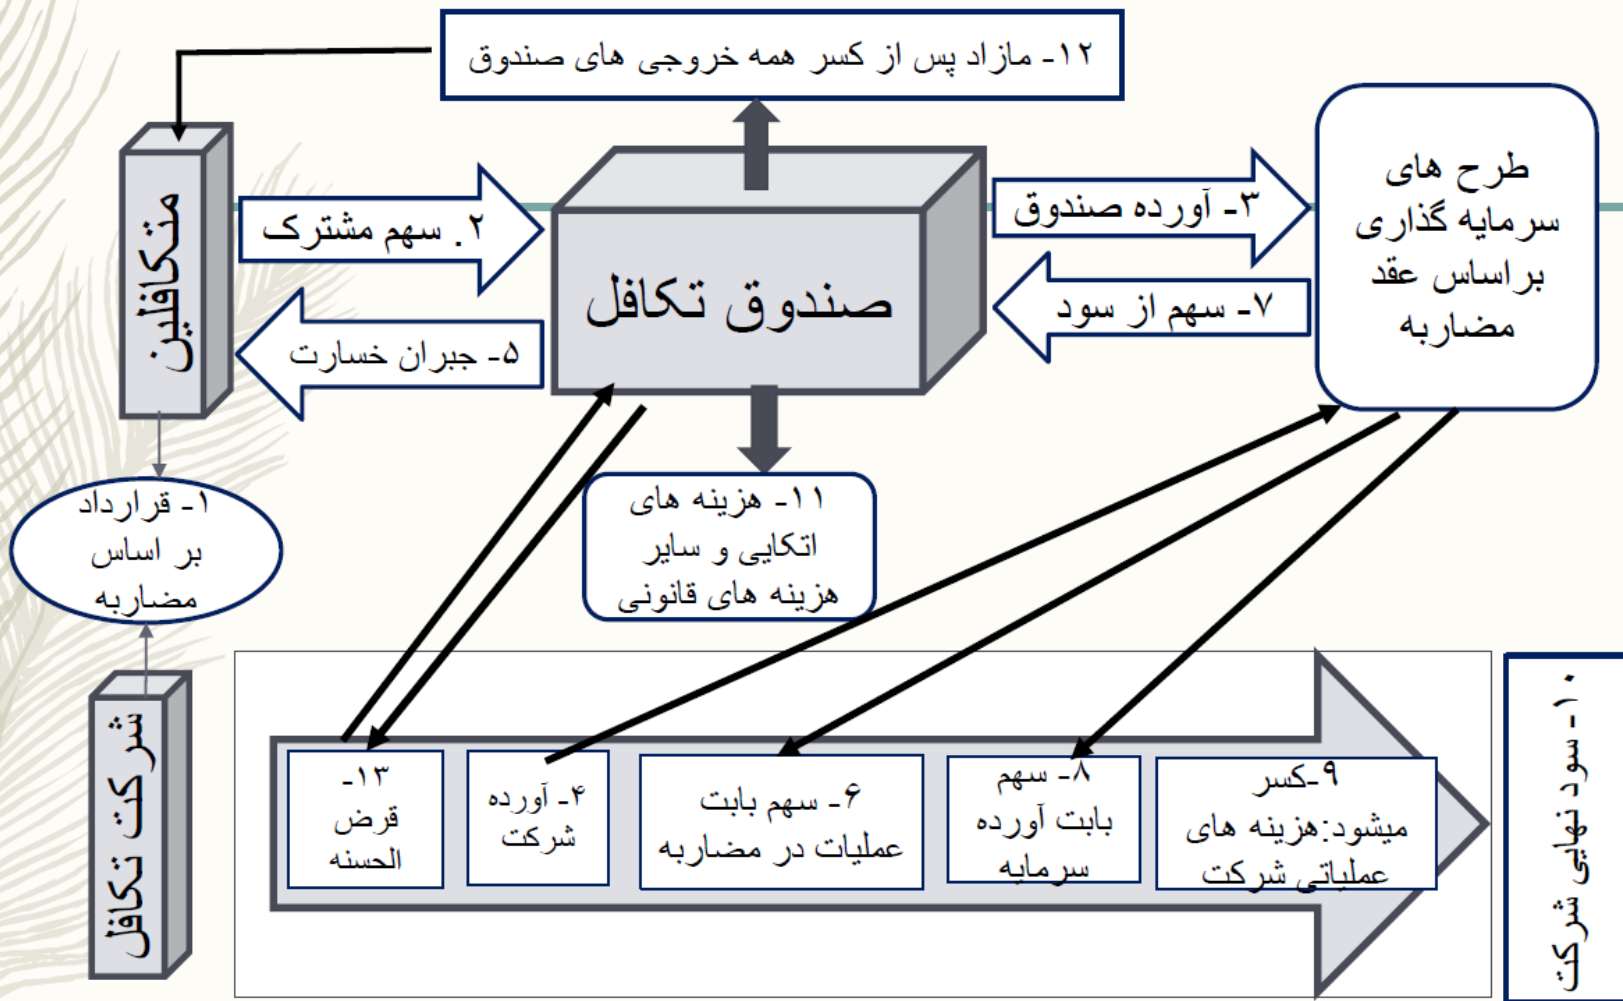 ۱۲- مازاد پس از کسر همه خروجی های صندوق
طرح های
سرمایه گذاری
براساس عقد
مضاربه
۳- آورده صندوق
۷- سهم از سود
صندوق تکافل
۲. سهم مشترک
۵- جبران خسارت
متکافلین
۱- قرارداد
بر اساس
مضاربه
۱۱- هزینه های
اتکایی و سایر
هزینه های قانونی
شرکت تکافل
۱۳-
قرض
الحسنه
۴- آورده
شرکت
۶- سهم بابت
عملیات در مضاربه
۸- سهم
بابت آورده
سرمایه
۹-کسر
میشود:هزینه های
عملیاتی شرکت
۱۰- سود نهایی شرکت